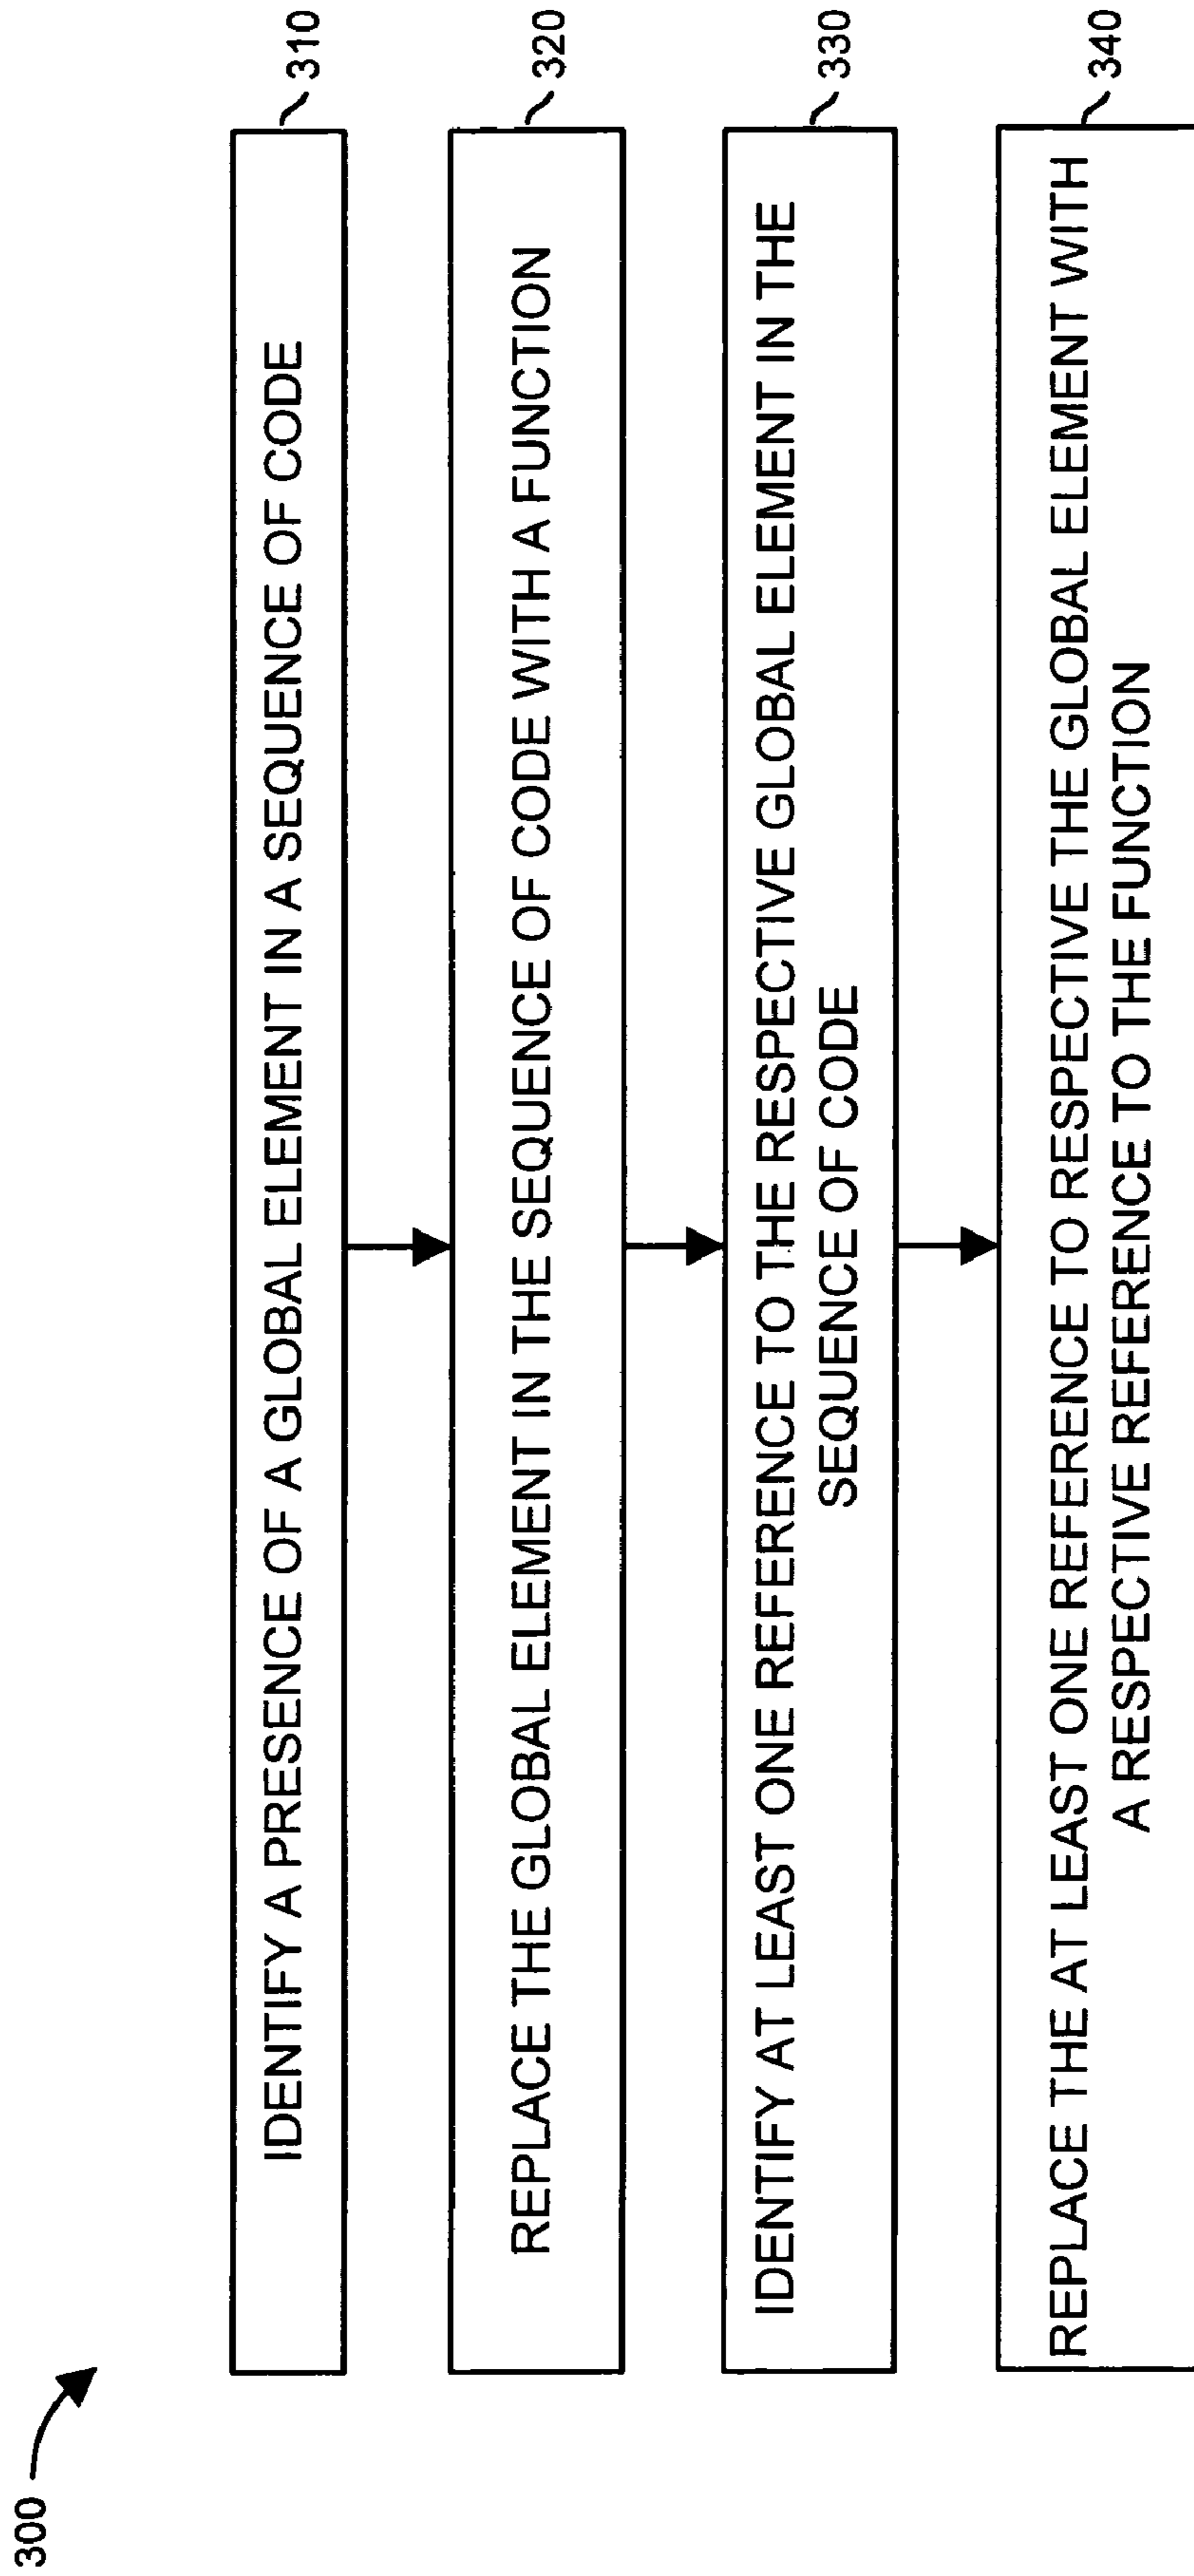 300
IDENTIFY A PRESENCE OF A GLOBAL ELEMENT IN A SEQUENCE OF CODE
310
REPLACE THE GLOBAL ELEMENT IN THE SEQUENCE OF CODE WITH A FUNCTION
320
IDENTIFY AT LEAST ONE REFERENCE TO THE RESPECTIVE GLOBAL ELEMENT IN THE
SEQUENCE OF CODE
330
REPLACE THE AT LEAST ONE REFERENCE TO RESPECTIVE THE GLOBAL ELEMENT WITH
A RESPECTIVE REFERENCE TO THE FUNCTION
340